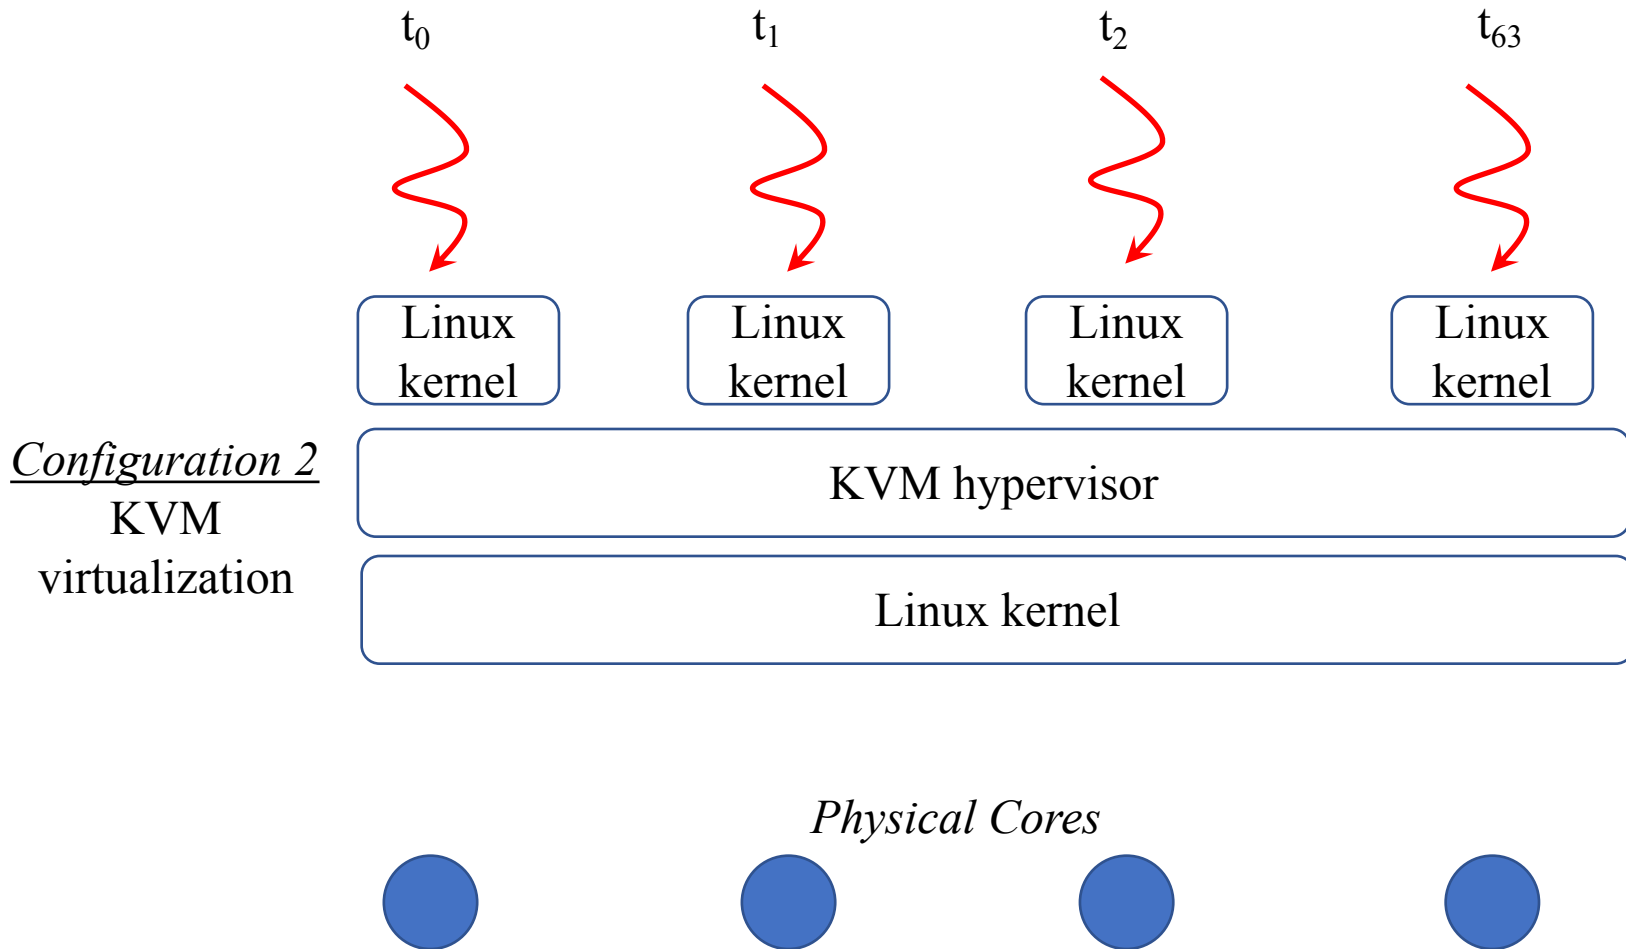 t₀ t₁ t₂ t₆₃
Linux kernel
Linux kernel
Linux kernel
Linux kernel
Configuration 2
KVM
virtualization
KVM hypervisor
Linux kernel
Physical Cores